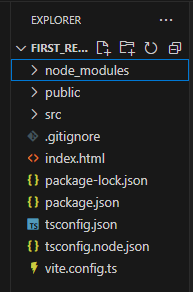 EXPLORER
FIRST_RE...
node_modules
public
src
.gitignore
index.html
package-lock.json
package.json
tsconfig.json
tsconfig.node.json
vite.config.ts